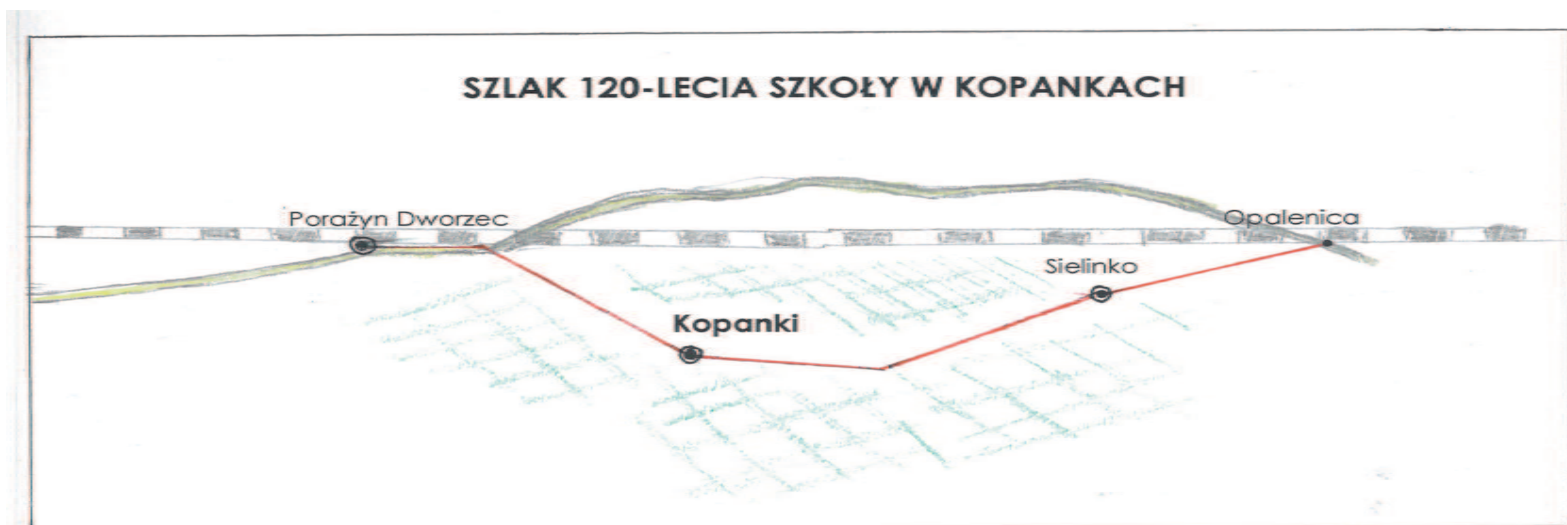 SZLAK 120-LECIA SZKOŁY W KOPANKACH
Porażyn Dworzec
Opalenica
Sielinko
Kopanki